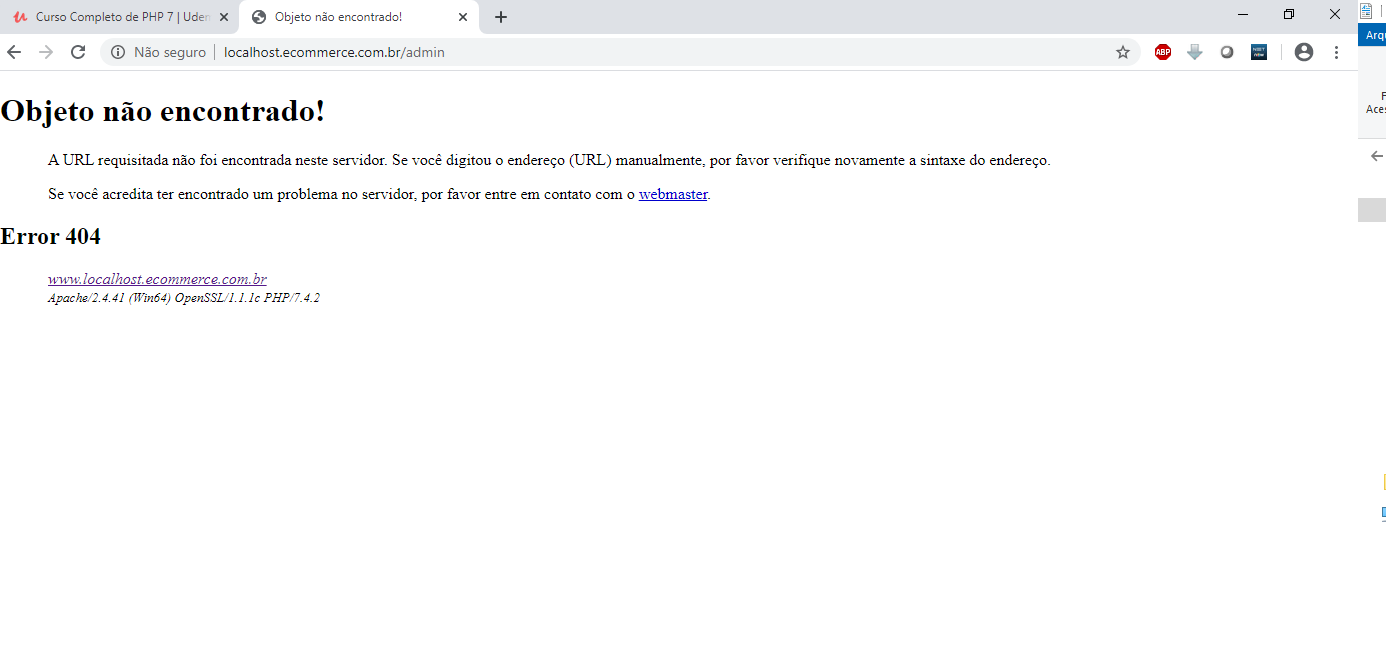 Curso Completo de PHP 7 | Uden
Objeto não encontrado!
Arqu
Não seguro
localhost.ecommerce.com.br/admin
ABP
F
Aces
Objeto não encontrado!
A URL requisitada não foi encontrada neste servidor. Se você digitou o endereço (URL) manualmente, por favor verifique novamente a sintaxe do endereço.
Se você acredita ter encontrado um problema no servidor, por favor entre em contato com o webmaster.
Error 404
www.localhost.ecommerce.com.br
Apache/2.4.41 (Win64) OpenSSL/1.1.1c PHP/7.4.2